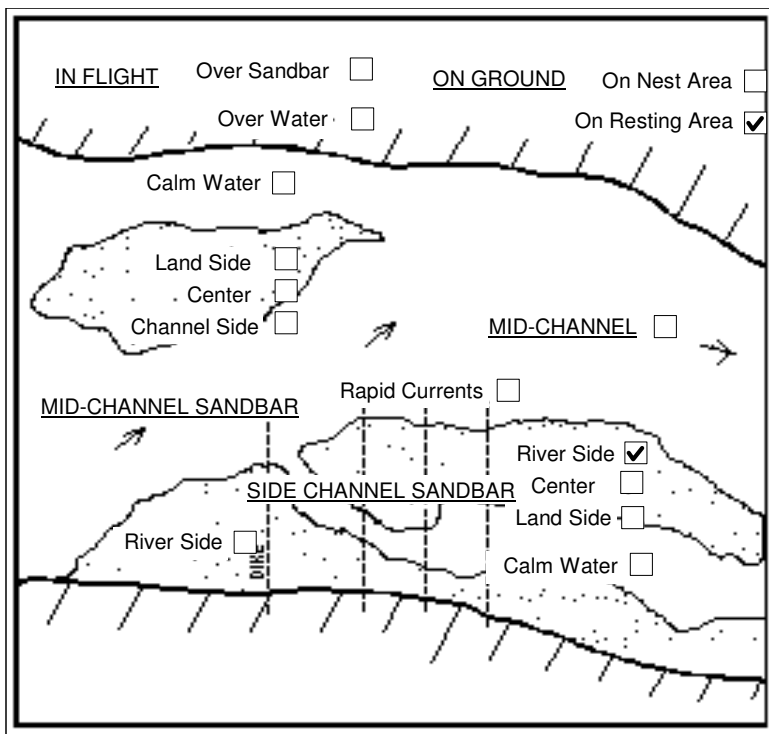 IN FLIGHT
Over Sandbar
ON GROUND
On Nest Area
Over Water
On Resting Area
Calm Water
Land Side
Center
Channel Side
MID-CHANNEL
Rapid Currents
MID-CHANNEL SANDBAR
River Side
SIDE CHANNEL SANDBAR
Center
Land Side
River Side
DIKE
Calm Water